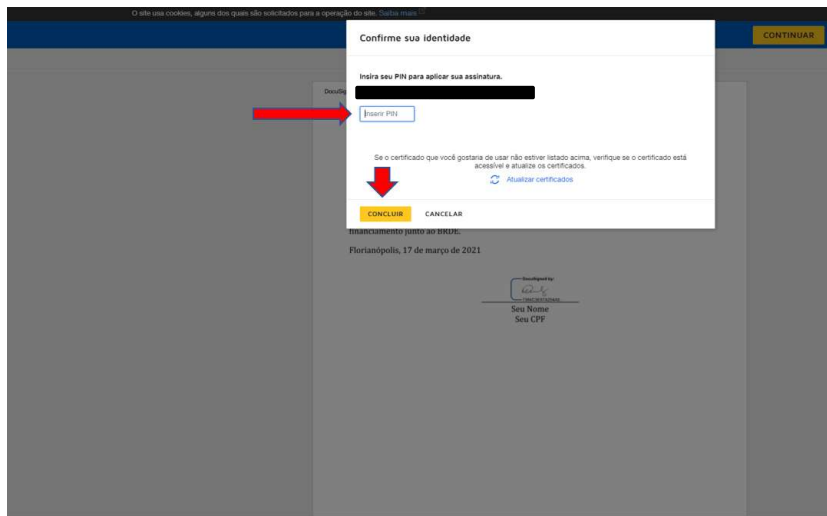 O site usa cookies, alguns dos quais são solicitados para a operação do site. Saiba mais
CONTINUAR
Confirme sua identidade
Insira seu PIN para aplicar sua assinatura.
Inserir PIN
Se o certificado que você gostaria de usar não estiver listado acima, verifique se o certificado está
acessível e atualize os certificados.
Atualizar certificados
CONCLUIR
CANCELAR
financiamento junto ao BRDE.
Florianópolis, 17 de março de 2021
DocuSigned by:
Seu Nome
Seu CPF